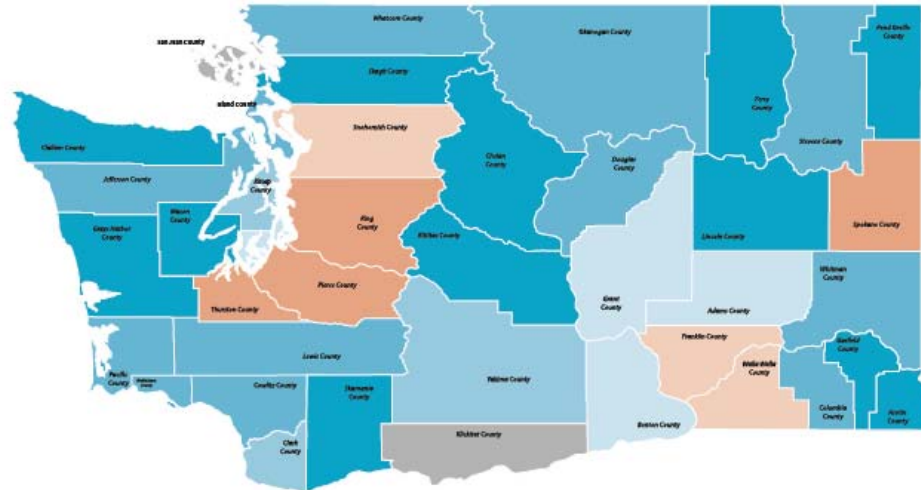 Whatcom County
Okanogan County
Pend Oreille
County
San Juan County
Skagit County
Island County
Ferry
County
Stevens County
Snohomish County
Clallam County
Chelan
County
Douglas
County
Jefferson County
Kitsap
County
Mason
County
King
County
Grays Harbor
County
Kittitas County
Lincoln County
Spokane County
Whitman
County
Pierce County
Grant
County
Adams County
Thurston County
Franklin County
Garfield
County
Lewis County
Walla Walla
County
Pacific
County
Cowlitz County
Skamania
County
Yakima County
Columbia
County
Asotin
County
Benton County
Clark
County
Klickitat County